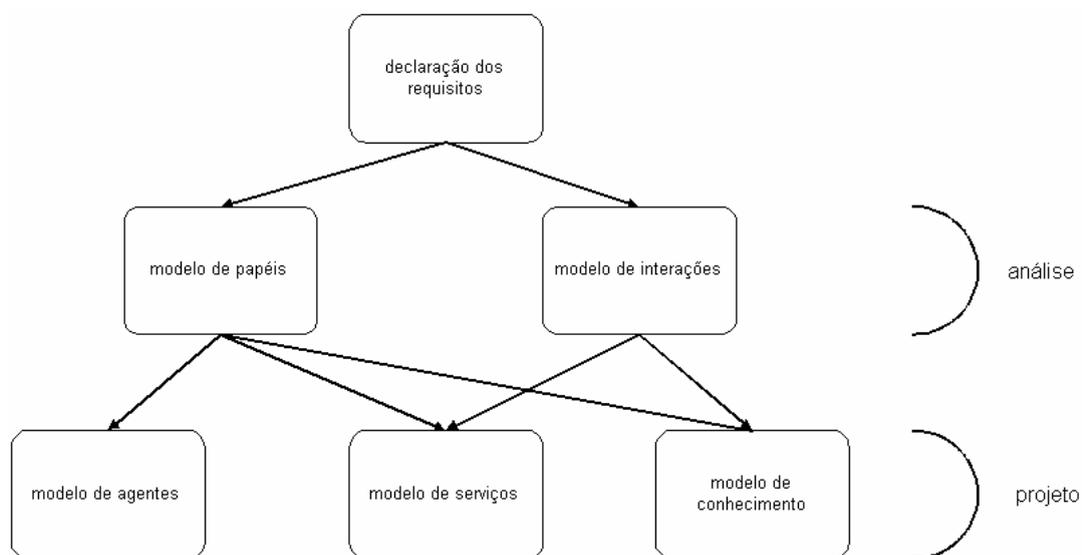 declaração dos
requisitos
modelo de papéis
modelo de interações
análise
modelo de agentes
modelo de serviços
modelo de
conhecimento
projeto